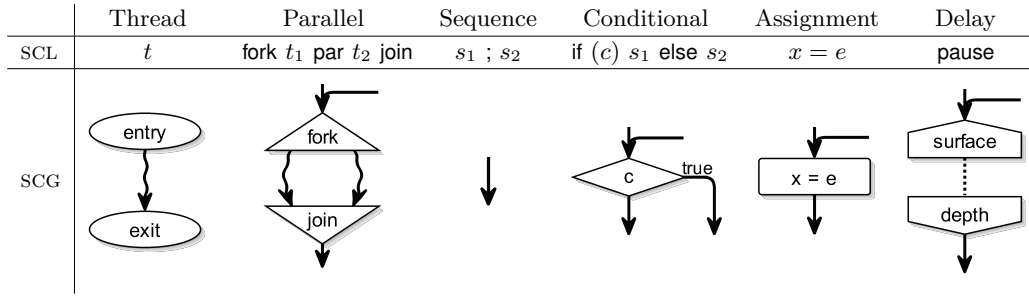 Thread Parallel Sequence Conditional Assignment Delay
SCL t fork t₁ par t₂ join s₁ ; s₂ if (c) s₁ else s₂ x = e pause
SCG
entry
exit
fork
join
c
true
x = e
surface
depth